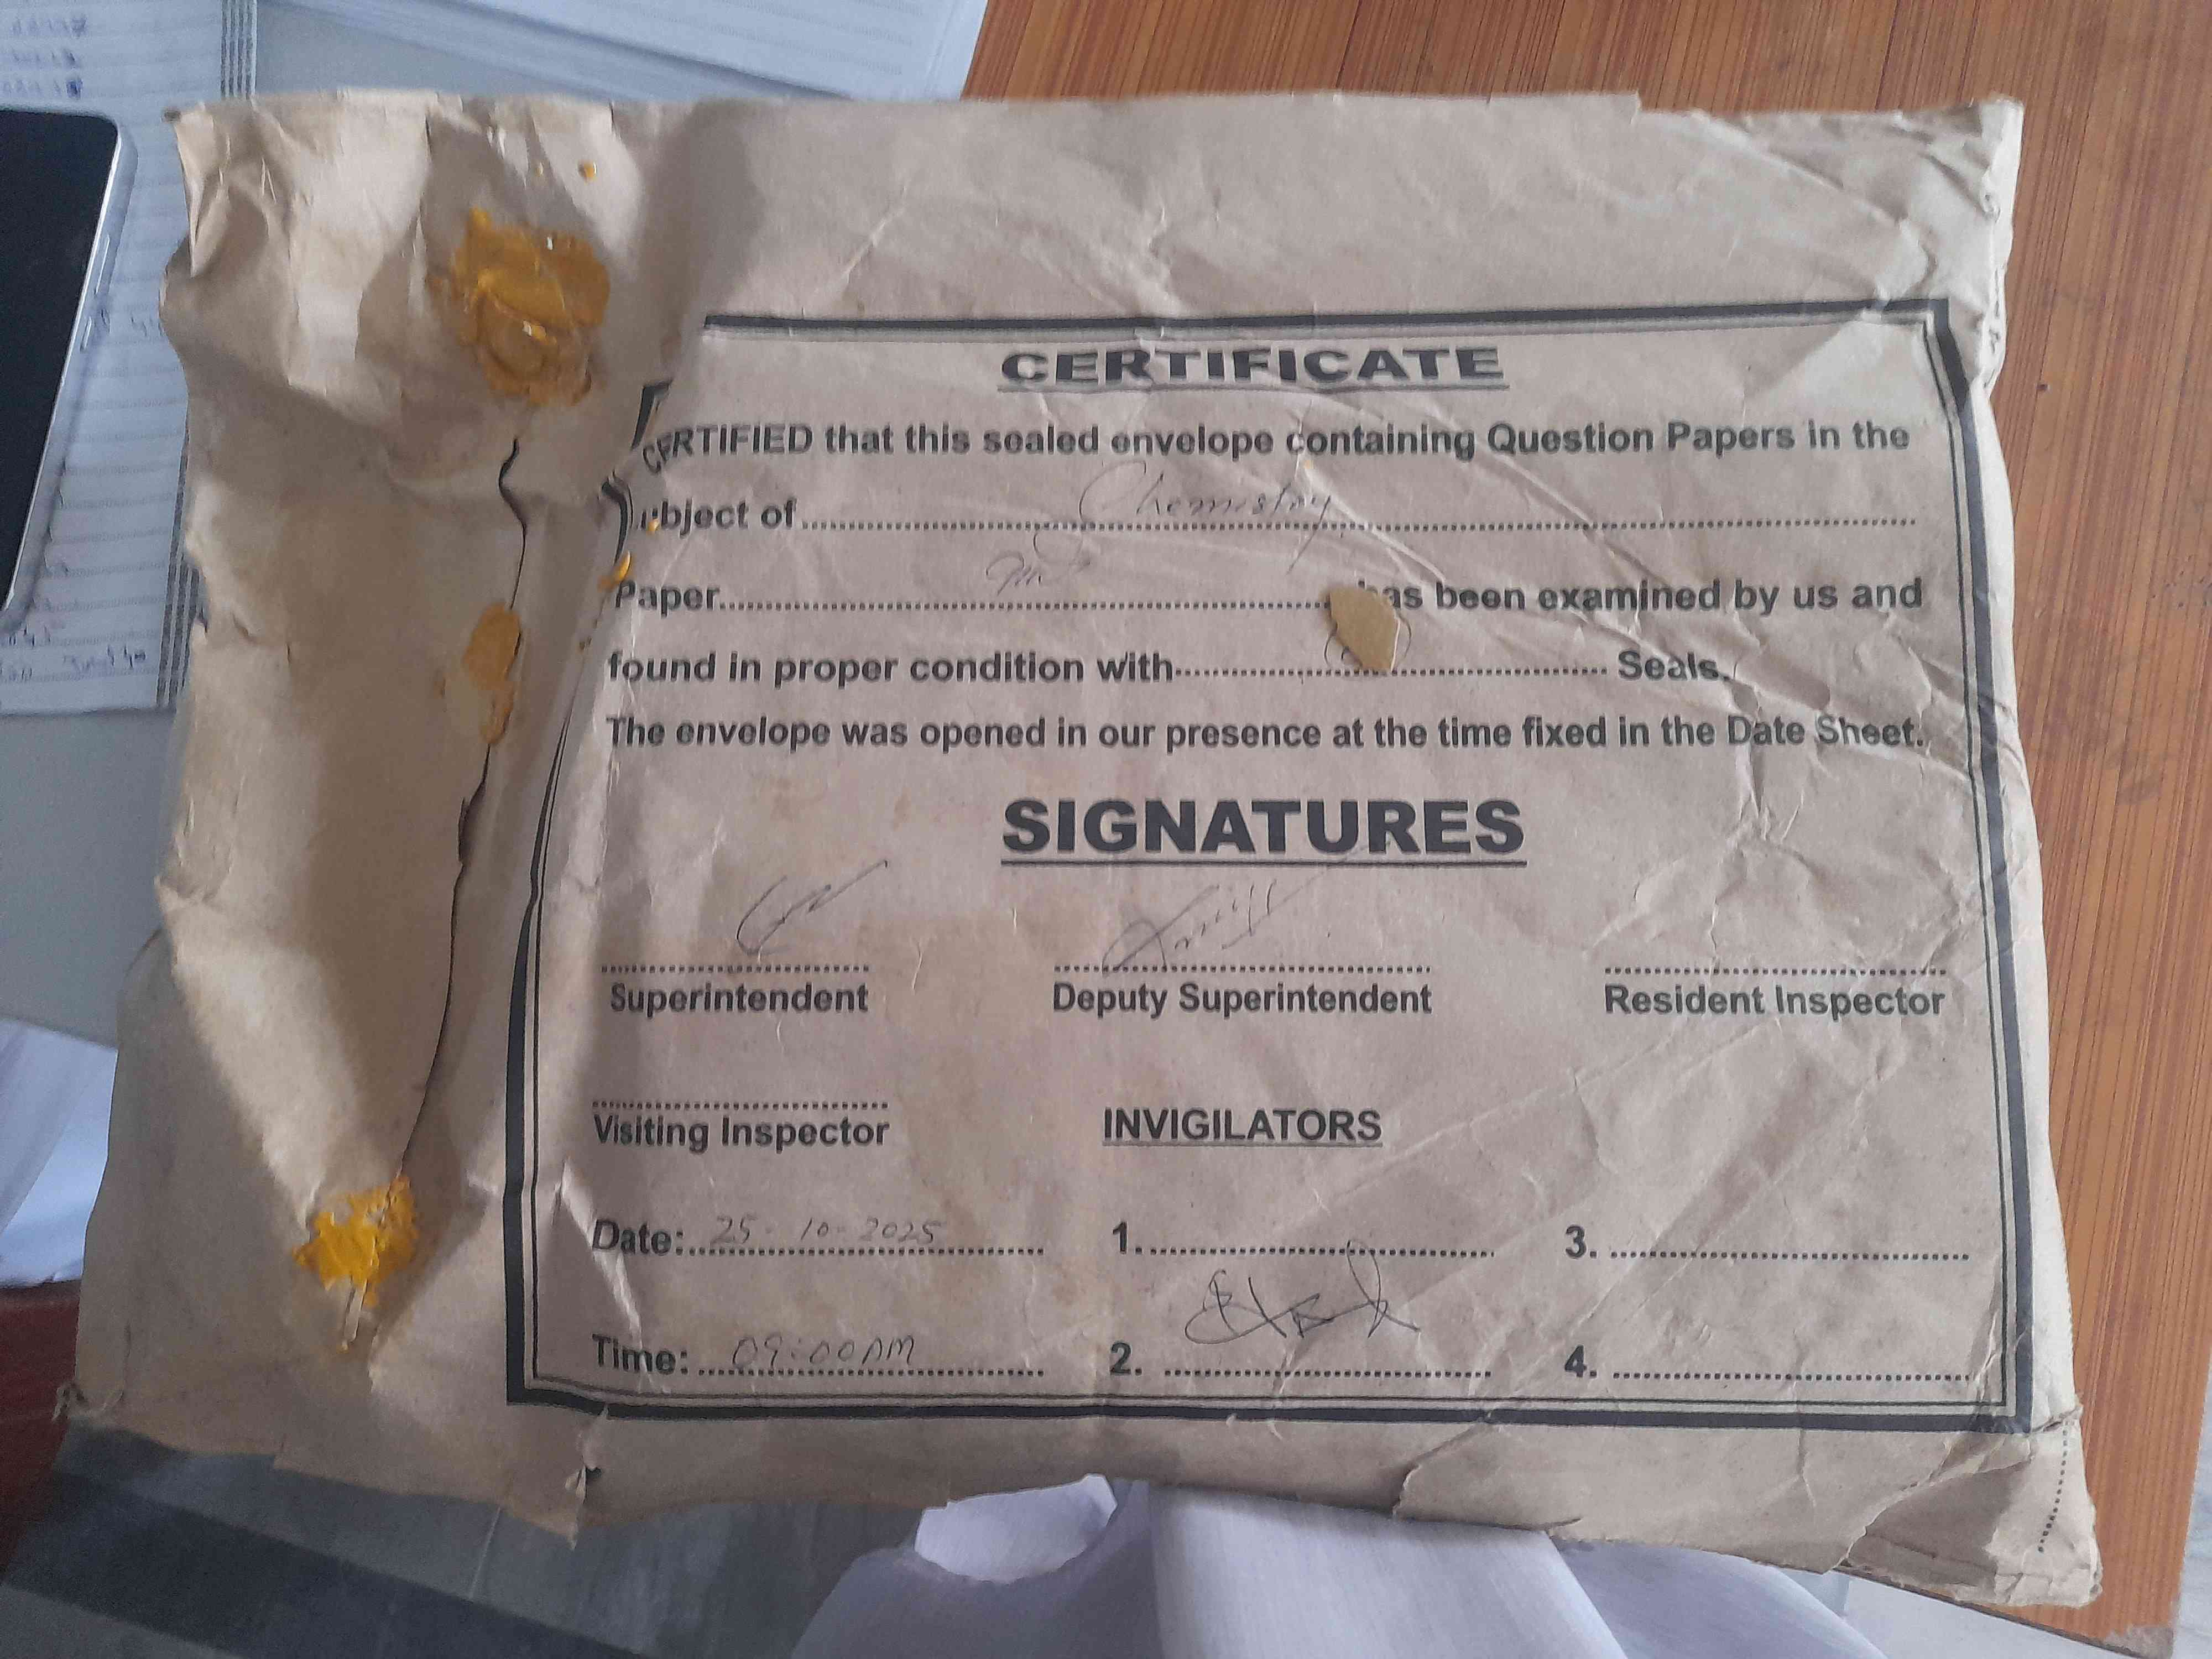 CERTIFICATE
CERTIFIED that this sealed envelope containing Question Papers in the
ubject of........Chemistry........
Paper................has been examined by us and
found in proper condition with................ Seals.
The envelope was opened in our presence at the time fixed in the Date Sheet.
SIGNATURES
Superintendent Deputy Superintendent Resident Inspector
Visiting Inspector INVIGILATORS
Date: 25-10-2025 1. 3.
Time: 09:00AM 2. 4.